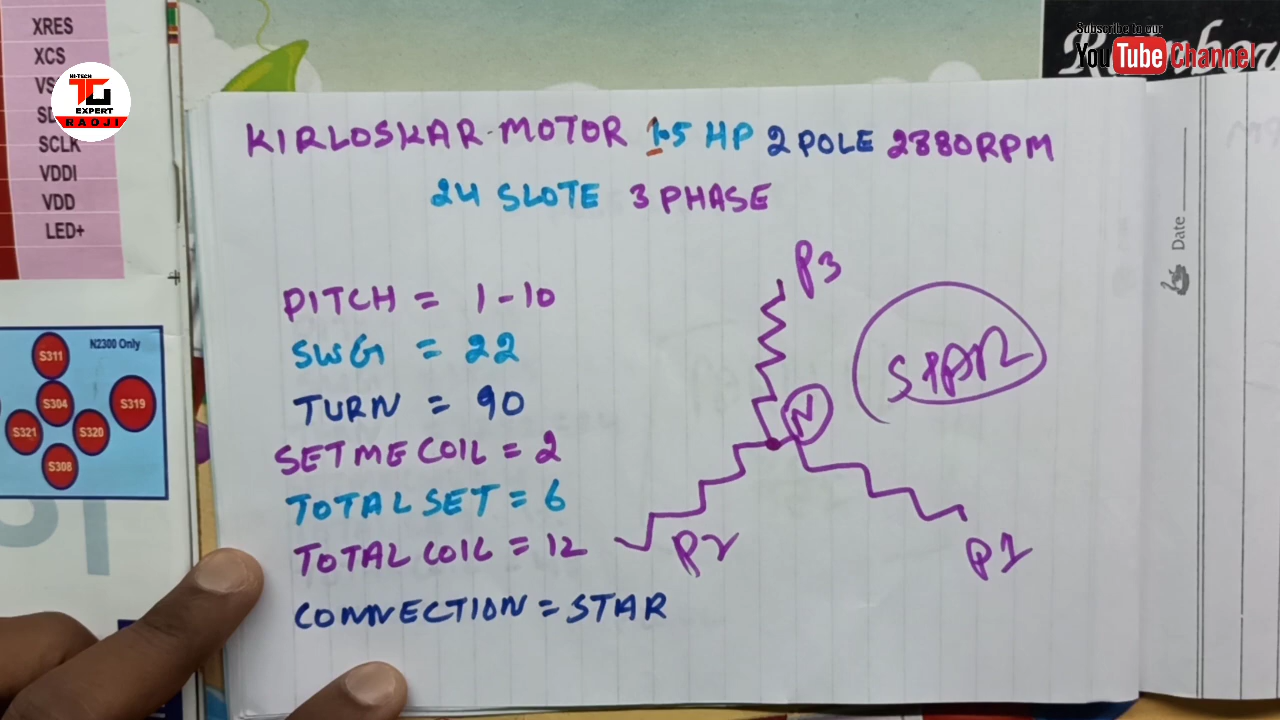 XRES
XCS
SCLK
VDDI
VDD
LED+
HI-TECH
EXPERT
RAOJI
Subscribe to our
YouTube Channel
KIRLOSKAR MOTOR 1.5 HP 2 POLE 2880RPM
24 SLOTE 3 PHASE
PITCH = 1-10
SWG = 22
TURN = 90
SETME COIL = 2
TOTAL SET = 6
TOTAL COIL = 12
CONNECTION = STAR
P3
N
STAR
P2
P1
Date
N2300 Only
S311
S304
S319
S321
S320
S308